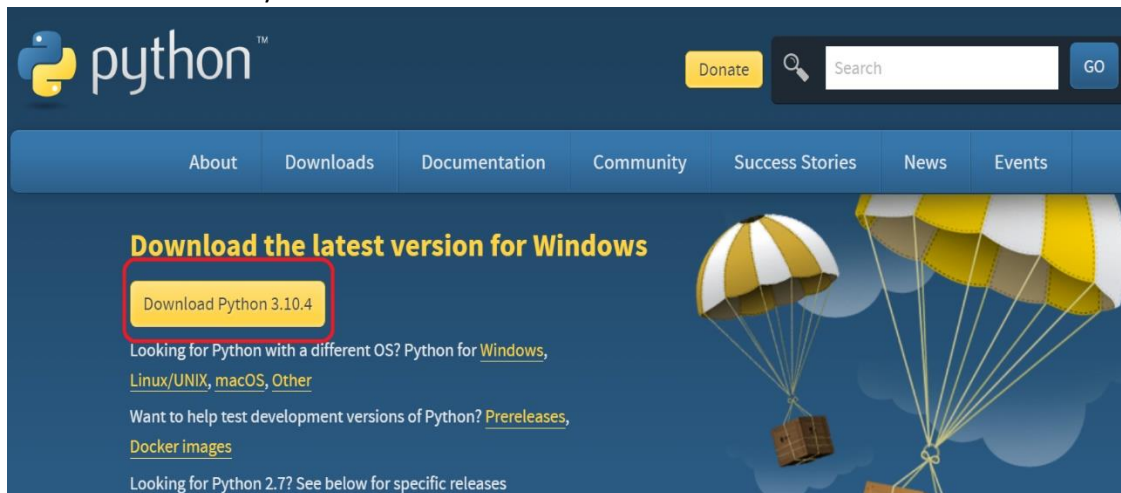 python™
Donate
Search
GO
About Downloads Documentation Community Success Stories News Events
Download the latest version for Windows
Download Python 3.10.4
Looking for Python with a different OS? Python for Windows,
Linux/UNIX, macOS, Other
Want to help test development versions of Python? Prereleases,
Docker images
Looking for Python 2.7? See below for specific releases